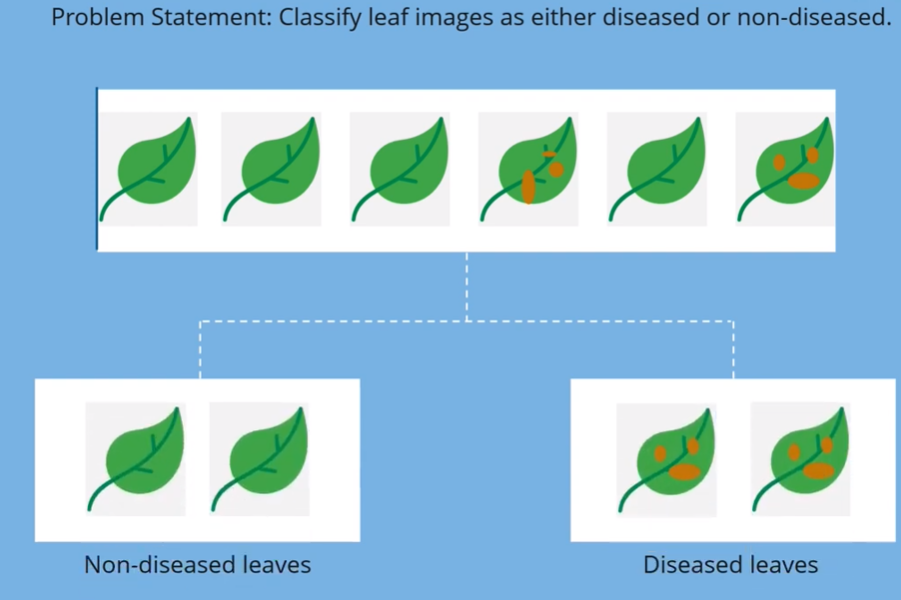 Problem Statement: Classify leaf images as either diseased or non-diseased.
Non-diseased leaves
Diseased leaves